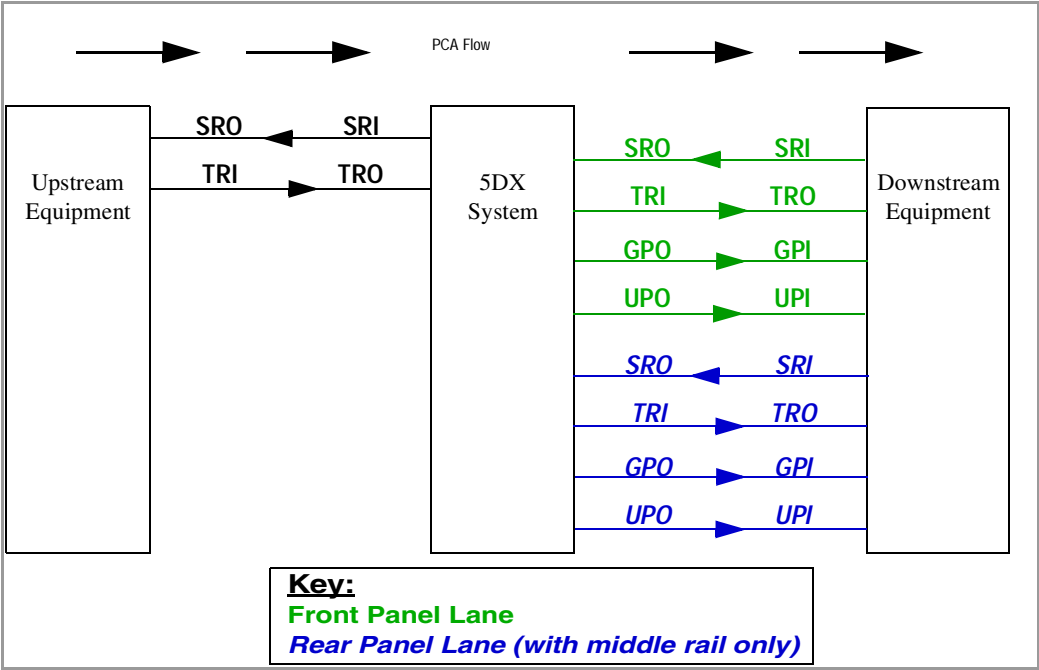 PCA Flow
SRO SRI
TRI TRO
Upstream
Equipment
5DX
System
SRO SRI
TRI TRO
GPO GPI
UPO UPI
SRO SRI
TRI TRO
GPO GPI
UPO UPI
Downstream
Equipment
Key:
Front Panel Lane
Rear Panel Lane (with middle rail only)